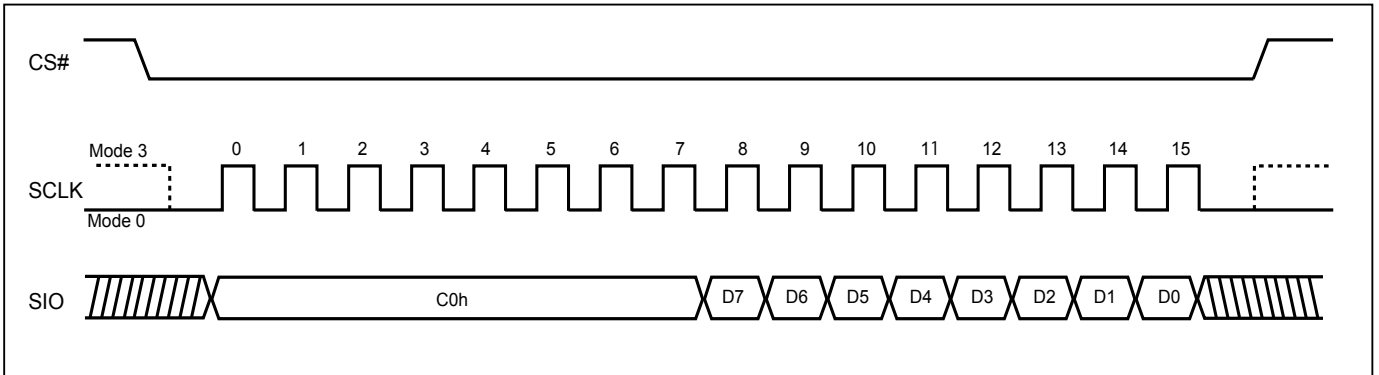 CS#
Mode 3
0 1 2 3 4 5 6 7 8 9 10 11 12 13 14 15
SCLK
Mode 0
SIO
C0h D7 D6 D5 D4 D3 D2 D1 D0